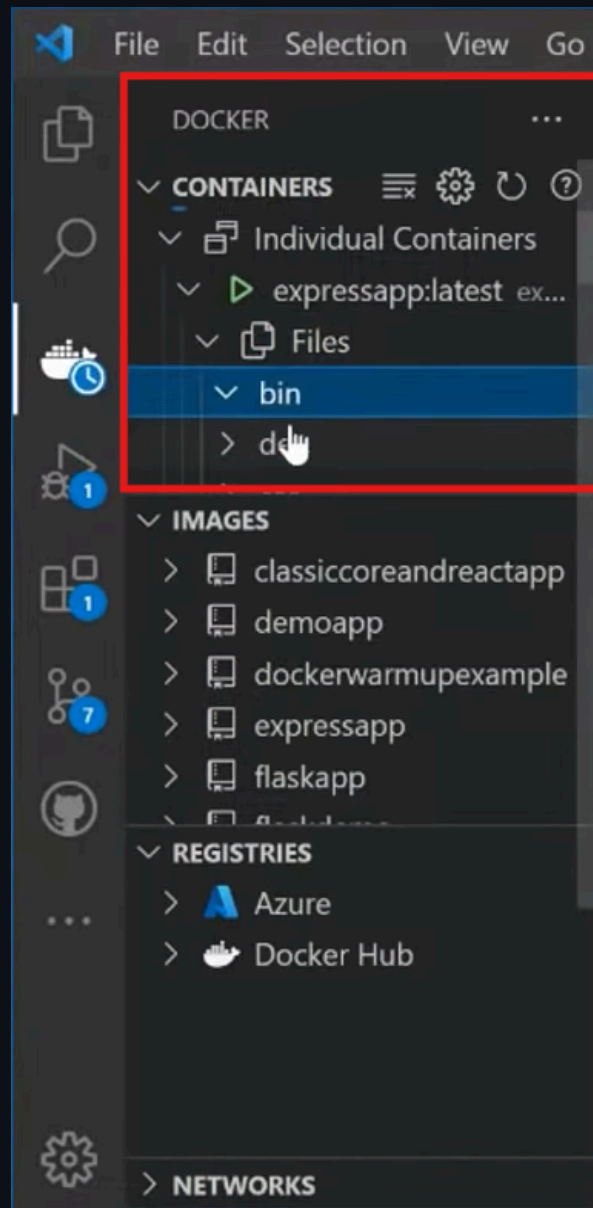 File Edit Selection View Go
DOCKER
CONTAINERS
Individual Containers
expressapp:latest ex...
Files
bin
1
IMAGES
classiccoreandreactapp
1
demoapp
dockerwarmupexample
7
expressapp
flaskapp
REGISTRIES
Azure
Docker Hub
NETWORKS